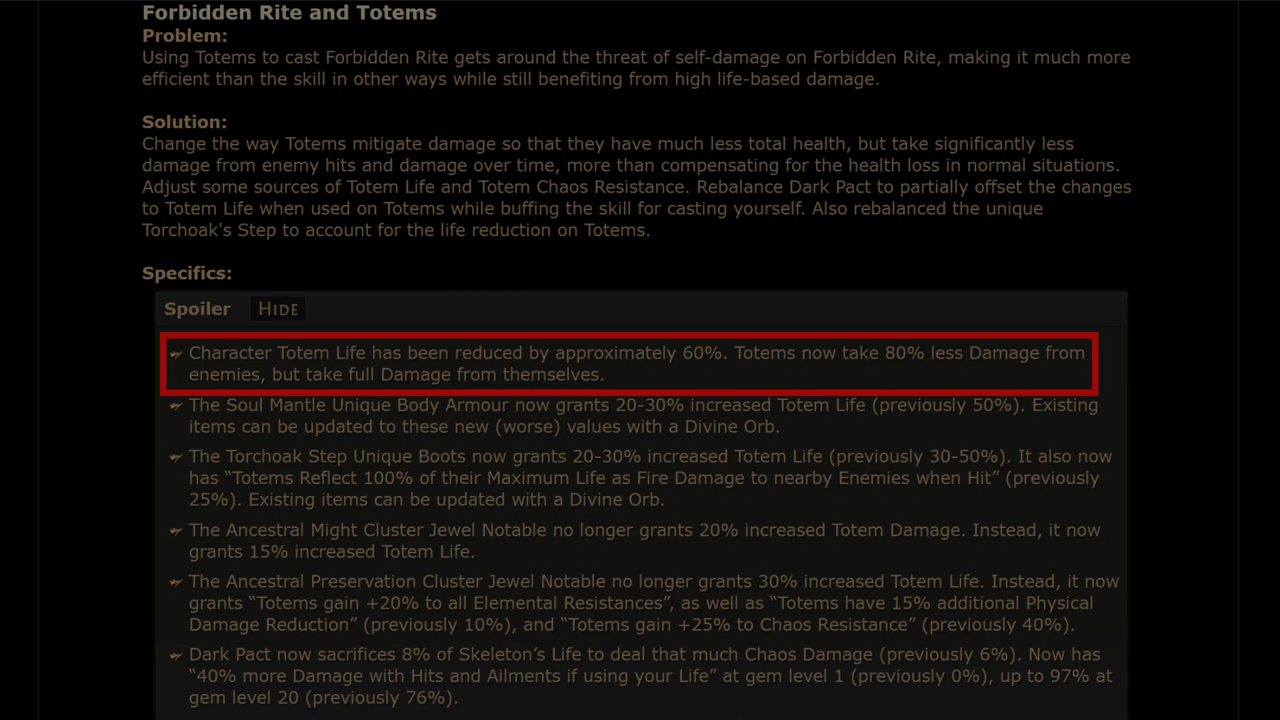 Forbidden Rite and Totems
Problem:
Using Totems to cast Forbidden Rite gets around the threat of self-damage on Forbidden Rite, making it much more
efficient than the skill in other ways while still benefiting from high life-based damage.
Solution:
Change the way Totems mitigate damage so that they have much less total health, but take significantly less
damage from enemy hits and damage over time, more than compensating for the health loss in normal situations.
Adjust some sources of Totem Life and Totem Chaos Resistance. Rebalance Dark Pact to partially offset the changes
to Totem Life when used on Totems while buffing the skill for casting yourself. Also rebalanced the unique
Torchoak's Step to account for the life reduction on Totems.
Specifics:
Spoiler HIDE
Character Totem Life has been reduced by approximately 60%. Totems now take 80% less Damage from
enemies, but take full Damage from themselves.
The Soul Mantle Unique Body Armour now grants 20-30% increased Totem Life (previously 50%). Existing
items can be updated to these new (worse) values with a Divine Orb.
The Torchoak Step Unique Boots now grants 20-30% increased Totem Life (previously 30-50%). It also now
has “Totems Reflect 100% of their Maximum Life as Fire Damage to nearby Enemies when Hit” (previously
25%). Existing items can be updated with a Divine Orb.
The Ancestral Might Cluster Jewel Notable no longer grants 20% increased Totem Damage. Instead, it now
grants 15% increased Totem Life.
The Ancestral Preservation Cluster Jewel Notable no longer grants 30% increased Totem Life. Instead, it now
grants “Totems gain +20% to all Elemental Resistances”, as well as “Totems have 15% additional Physical
Damage Reduction” (previously 10%), and “Totems gain +25% to Chaos Resistance” (previously 40%).
Dark Pact now sacrifices 8% of Skeleton’s Life to deal that much Chaos Damage (previously 6%). Now has
“40% more Damage with Hits and Ailments if using your Life” at gem level 1 (previously 0%), up to 97% at
gem level 20 (previously 76%).